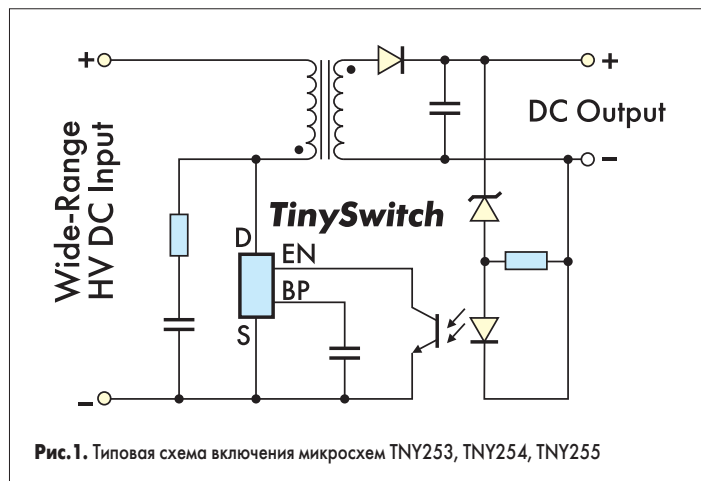 +
+
DC Output
–
Wide-Range
HV DC Input
TinySwitch
D
EN
BP
S
–
Рис.1. Типовая схема включения микросхем TNY253, TNY254, TNY255